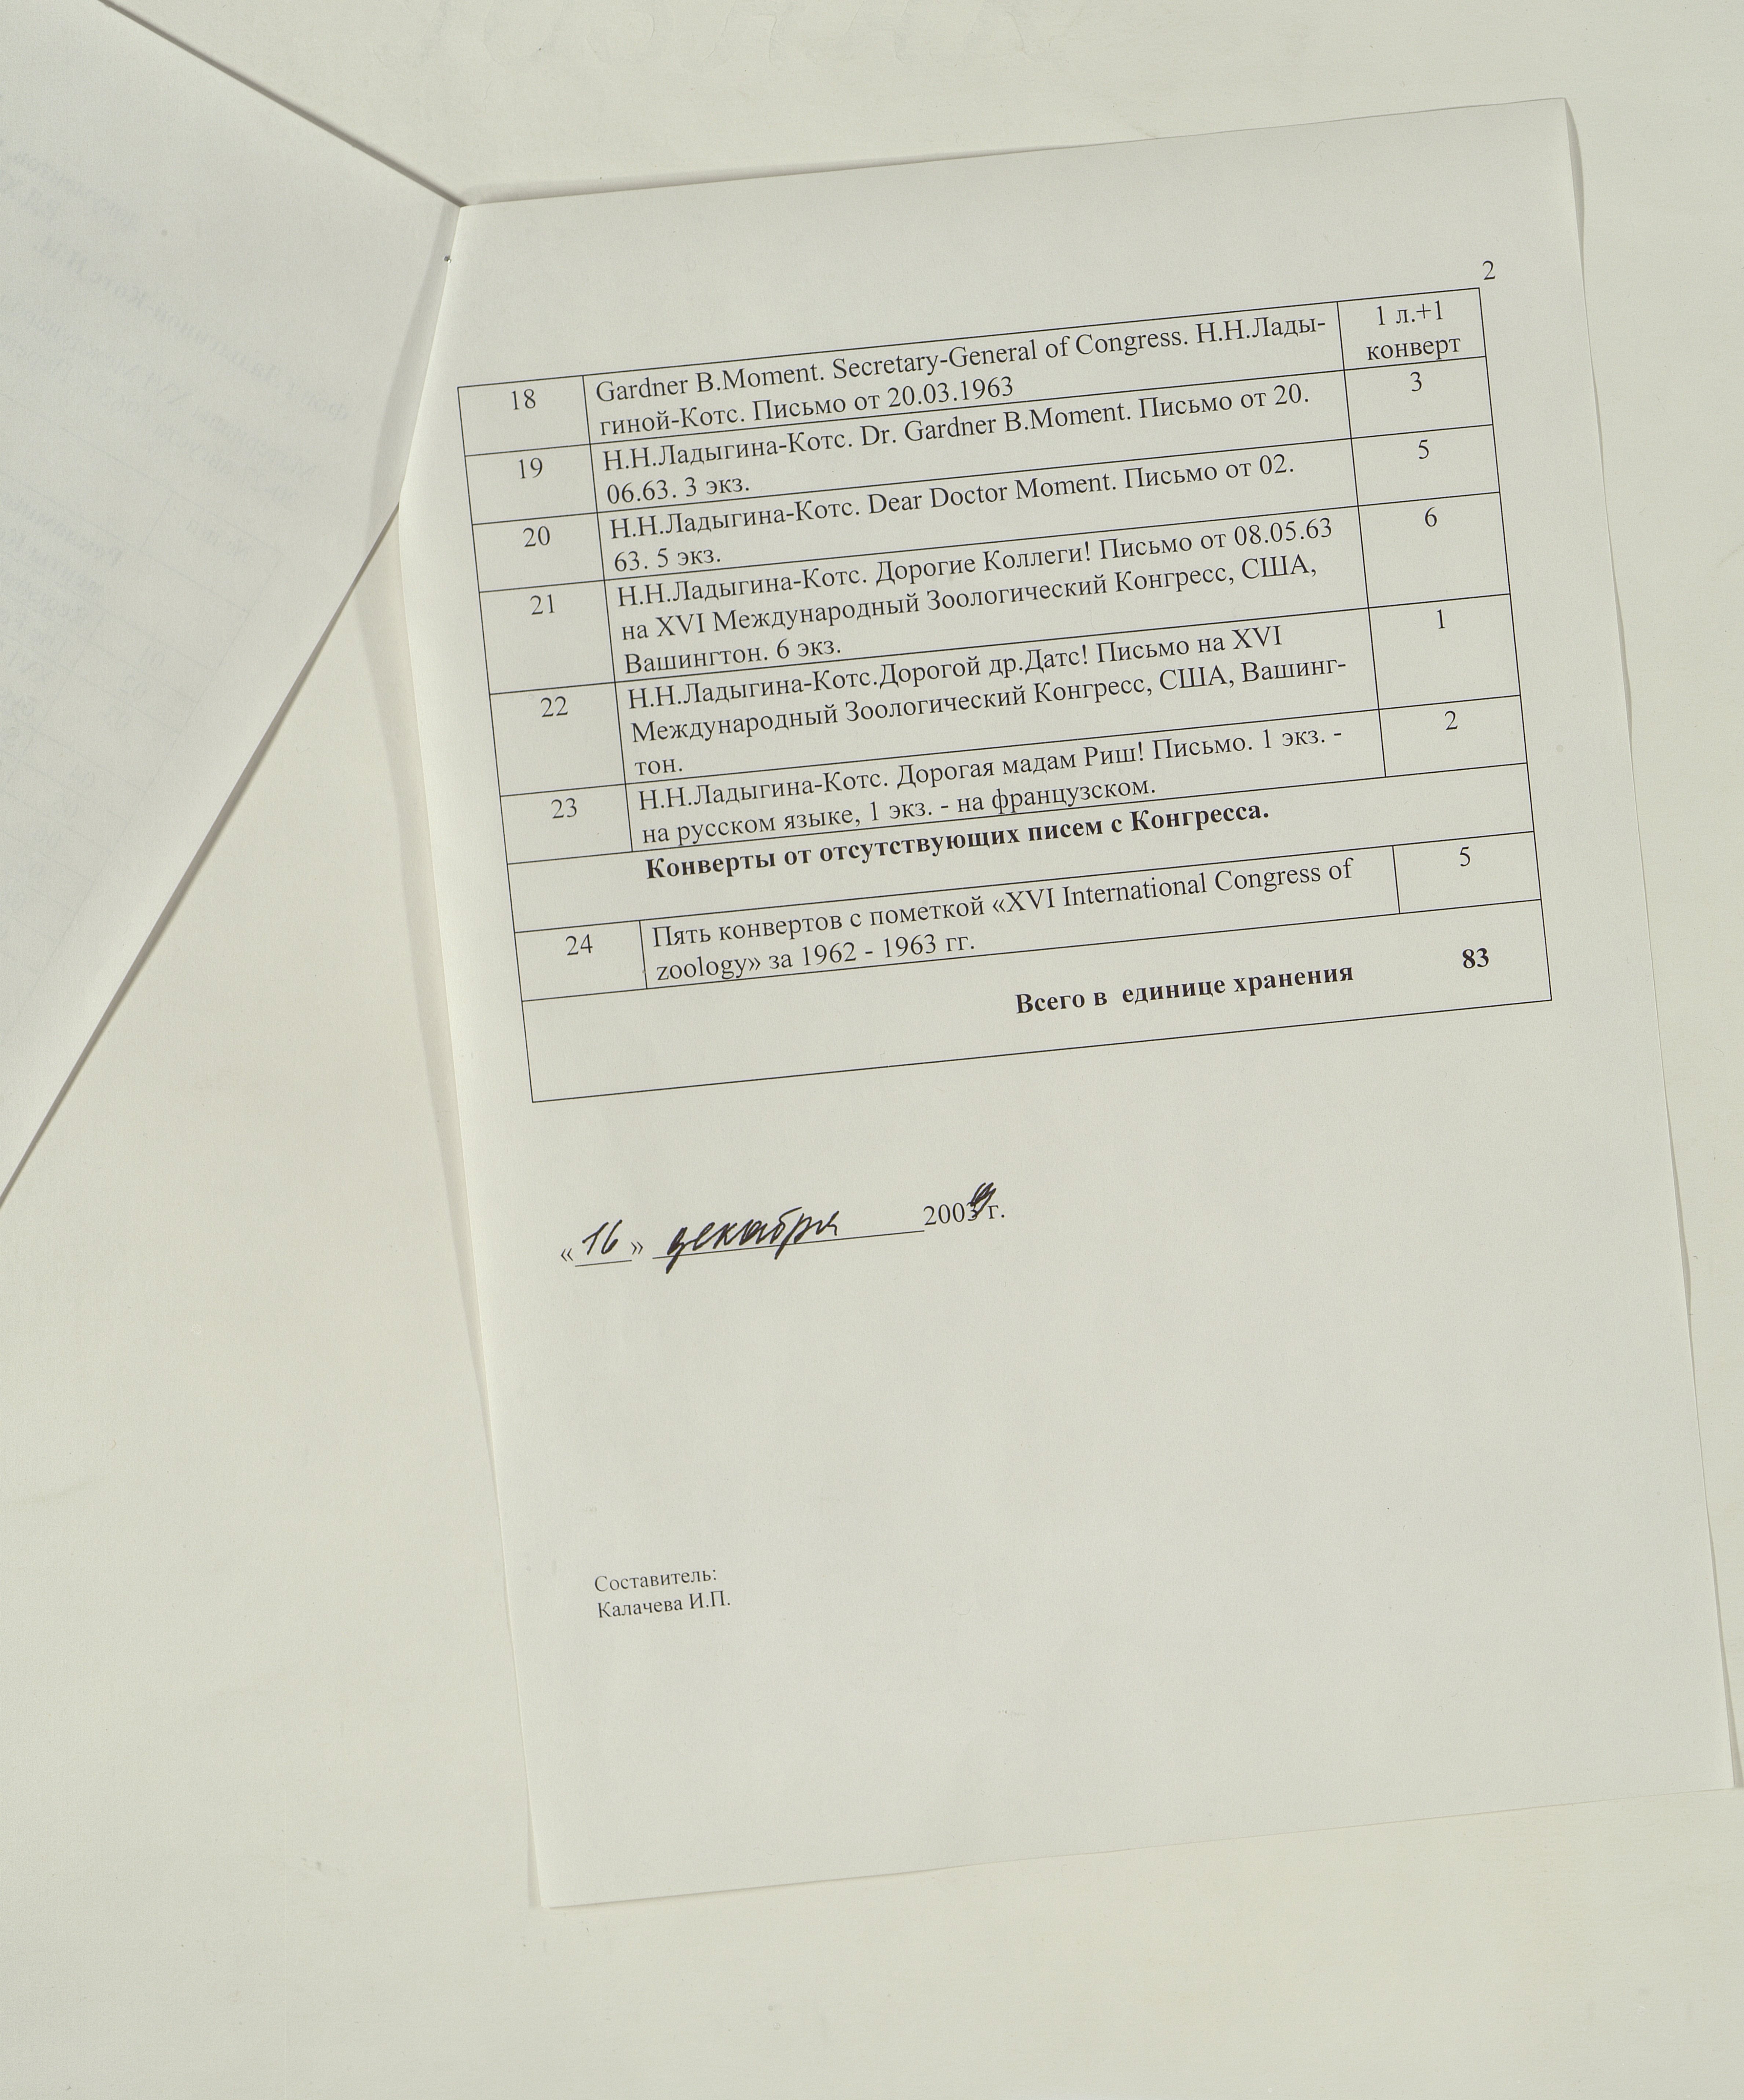 2
18 Gardner B.Moment. Secretary-General of Congress. Н.Н.Лады- 1 л.+1
гиной-Котс. Письмо от 20.03.1963 конверт
19 Н.Н.Ладыгина-Котс. Dr. Gardner B.Moment. Письмо от 20. 3
06.63. 3 экз.
20 Н.Н.Ладыгина-Котс. Dear Doctor Moment. Письмо от 02. 5
63. 5 экз.
21 Н.Н.Ладыгина-Котс. Дорогие Коллеги! Письмо от 08.05.63 6
на XVI Международный Зоологический Конгресс, США,
Вашингтон. 6 экз.
22 Н.Н.Ладыгина-Котс.Дорогой др.Датс! Письмо на XVI 1
Международный Зоологический Конгресс, США, Вашинг-
тон.
23 Н.Н.Ладыгина-Котс. Дорогая мадам Риш! Письмо. 1 экз. - 2
на русском языке, 1 экз. - на французском.
Конверты от отсутствующих писем с Конгресса.
24 Пять конвертов с пометкой «XVI International Congress of 5
zoology» за 1962 - 1963 гг.
Всего в единице хранения 83
«16» декабря г.
Составитель:
Калачева И.П.